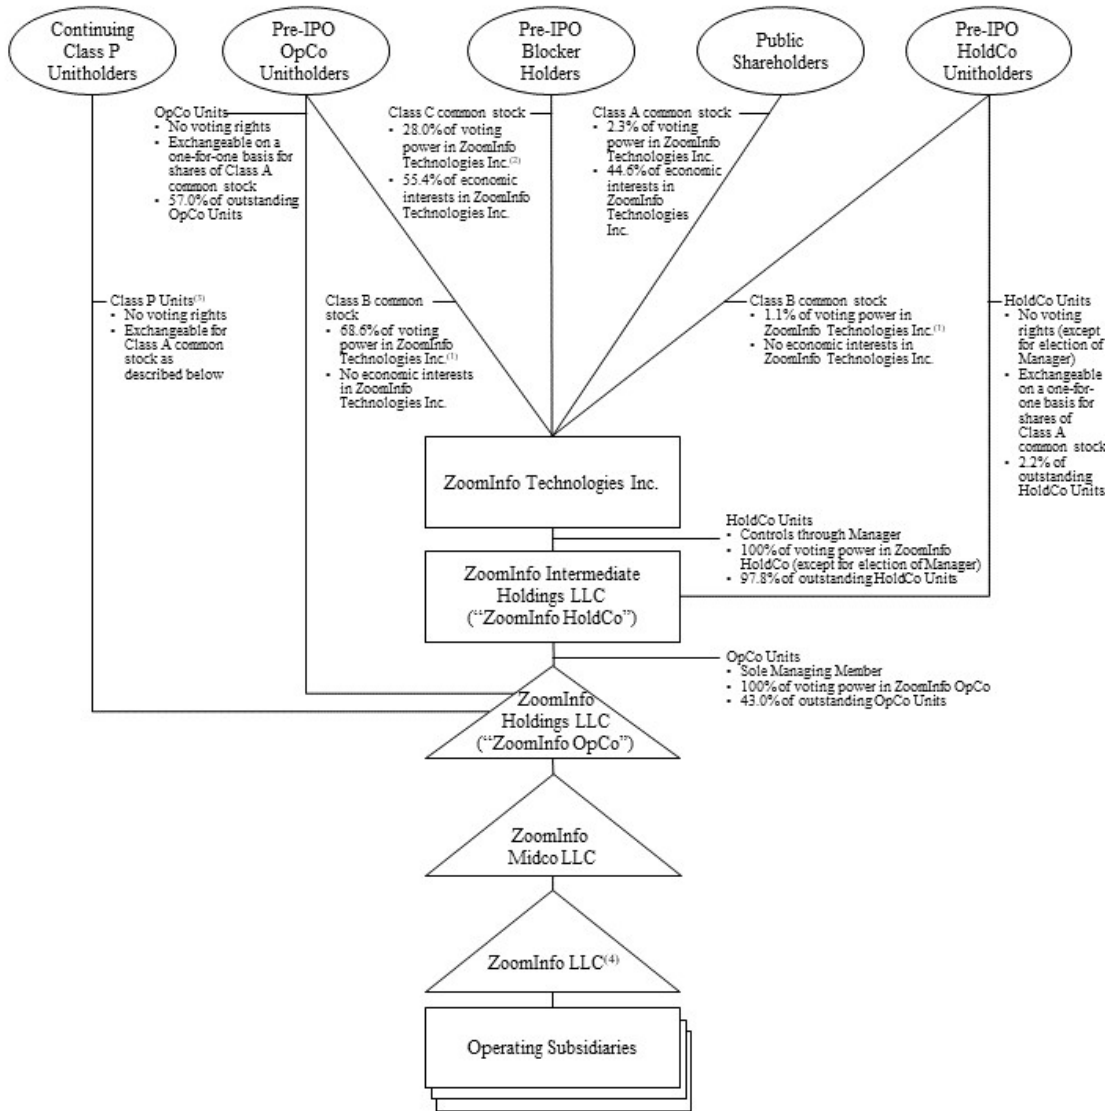 Continuing
Class P
Unitholders
Pre-IPO
OpCo
Unitholders
Pre-IPO
Blocker
Holders
Public
Shareholders
Pre-IPO
HoldCo
Unitholders
OpCo Units
▪ No voting rights
▪ Exchangeable on a
one-for-one basis for
shares of Class A
common stock
▪ 57.0% of outstanding
OpCo Units
Class C common stock
▪ 28.0% of voting
power in ZoomInfo
Technologies Inc.(2)
▪ 55.4% of economic
interests in ZoomInfo
Technologies Inc.
Class A common stock
▪ 2.3% of voting
power in ZoomInfo
Technologies Inc.
▪ 44.6% of economic
interests in
ZoomInfo
Technologies
Inc.
Class P Units(3)
▪ No voting rights
▪ Exchangeable for
Class A common
stock as
described below
Class B common
stock
▪ 68.6% of voting
power in ZoomInfo
Technologies Inc.(1)
▪ No economic interests
in ZoomInfo
Technologies Inc.
Class B common stock
▪ 1.1% of voting power in
ZoomInfo Technologies Inc.(1)
▪ No economic interests in
ZoomInfo Technologies Inc.
HoldCo Units
▪ No voting
rights (except
for election of
Manager)
▪ Exchangeable
on a one-for-
one basis for
shares of
Class A
common stock
▪ 2.2% of
outstanding
HoldCo Units
ZoomInfo Technologies Inc.
HoldCo Units
▪ Controls through Manager
▪ 100% of voting power in ZoomInfo
HoldCo (except for election of Manager)
▪ 97.8% of outstanding HoldCo Units
ZoomInfo Intermediate
Holdings LLC
(“ZoomInfo HoldCo”)
OpCo Units
▪ Sole Managing Member
▪ 100% of voting power in ZoomInfo OpCo
▪ 43.0% of outstanding OpCo Units
ZoomInfo
Holdings LLC
(“ZoomInfo OpCo”)
ZoomInfo
Midco LLC
ZoomInfo LLC(4)
Operating Subsidiaries